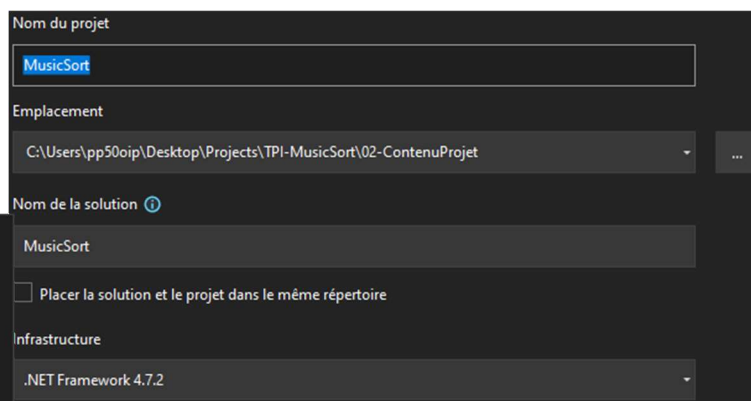 Nom du projet
MusicSort
Emplacement
C:\Users\pp50oip\Desktop\Projects\TPI-MusicSort\02-ContenuProjet
...
Nom de la solution
MusicSort
Placer la solution et le projet dans le même répertoire
Infrastructure
.NET Framework 4.7.2